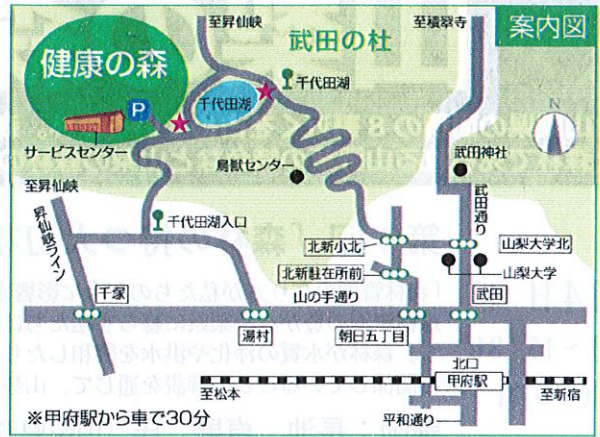 案内図
至昇仙峡
至積翠寺
武田の杜
健康の森
千代田湖
千代田湖
P
N
サービスセンター
鳥獣センター
武田神社
至昇仙峡
昇仙峡ライン
千代田湖入口
武田通り
北新小北
山梨大学北
北新駐在所前
山梨大学
山の手通り
千塚
武田
湯村
朝日五丁目
北口
甲府駅
至松本
至新宿
平和通り
※甲府駅から車で30分